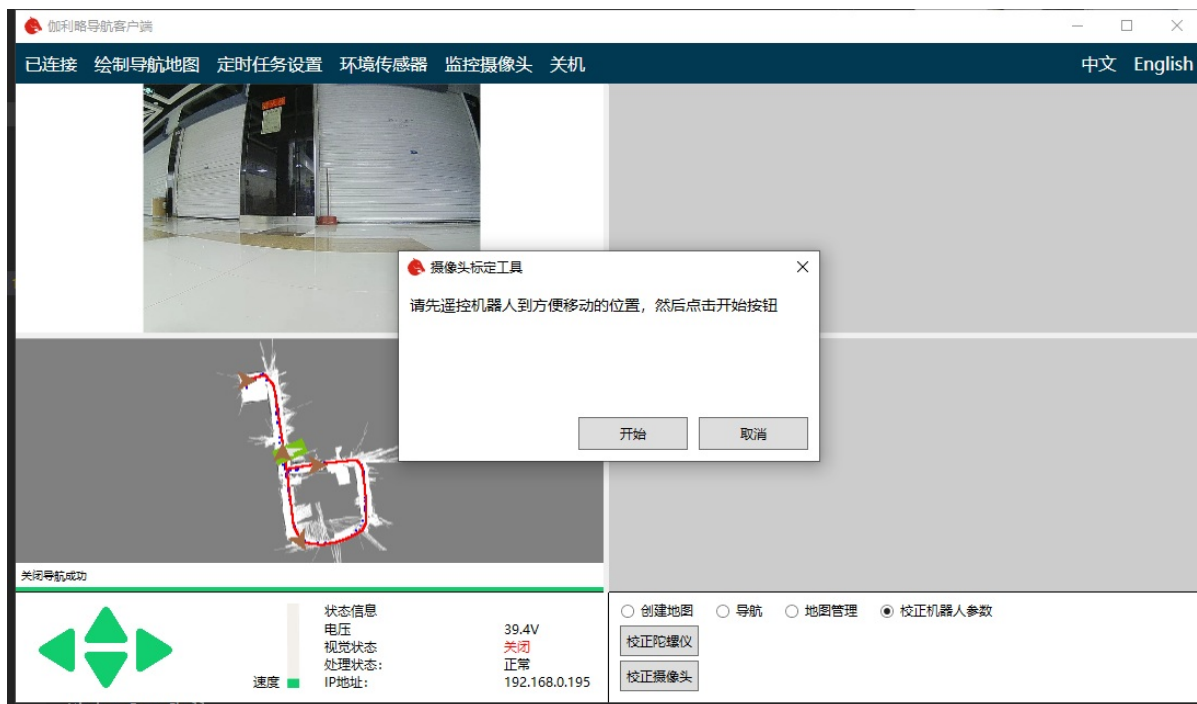 伽利略导航客户端
已连接 绘制导航地图 定时任务设置 环境传感器 监控摄像头 关机 中文 English
摄像头标定工具
请先遥控机器人到方便移动的位置，然后点击开始按钮
开始 取消
关闭导航成功
状态信息
电压 39.4V
视觉状态 关闭
处理状态: 正常
IP地址: 192.168.0.195
速度
创建地图 导航 地图管理 校正机器人参数
校正陀螺仪
校正摄像头